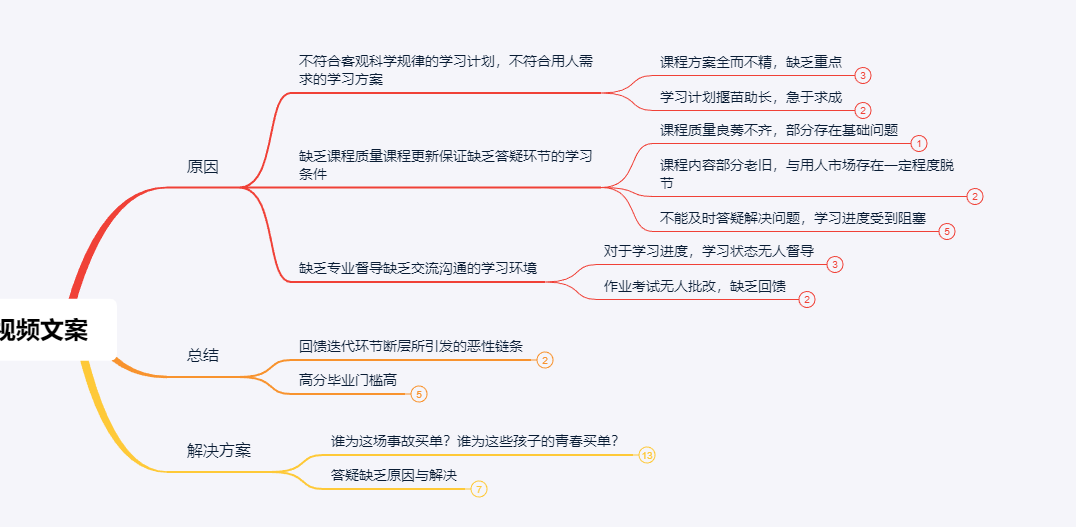 视频文案
原因
不符合客观科学规律的学习计划，不符合用人需
求的学习方案
课程方案全而不精，缺乏重点
3
学习计划揠苗助长，急于求成
2
缺乏课程质量课程更新保证缺乏答疑环节的学习
条件
课程质量良莠不齐，部分存在基础问题
1
课程内容部分老旧，与用人市场存在一定程度脱
节
2
不能及时答疑解决问题，学习进度受到阻塞
5
缺乏专业督导缺乏交流沟通的学习环境
对于学习进度，学习状态无人督导
3
作业考试无人批改，缺乏回馈
2
总结
回馈迭代环节断层所引发的恶性链条
2
高分毕业门槛高
5
解决方案
谁为这场事故买单？谁为这些孩子的青春买单？
13
答疑缺乏原因与解决
7